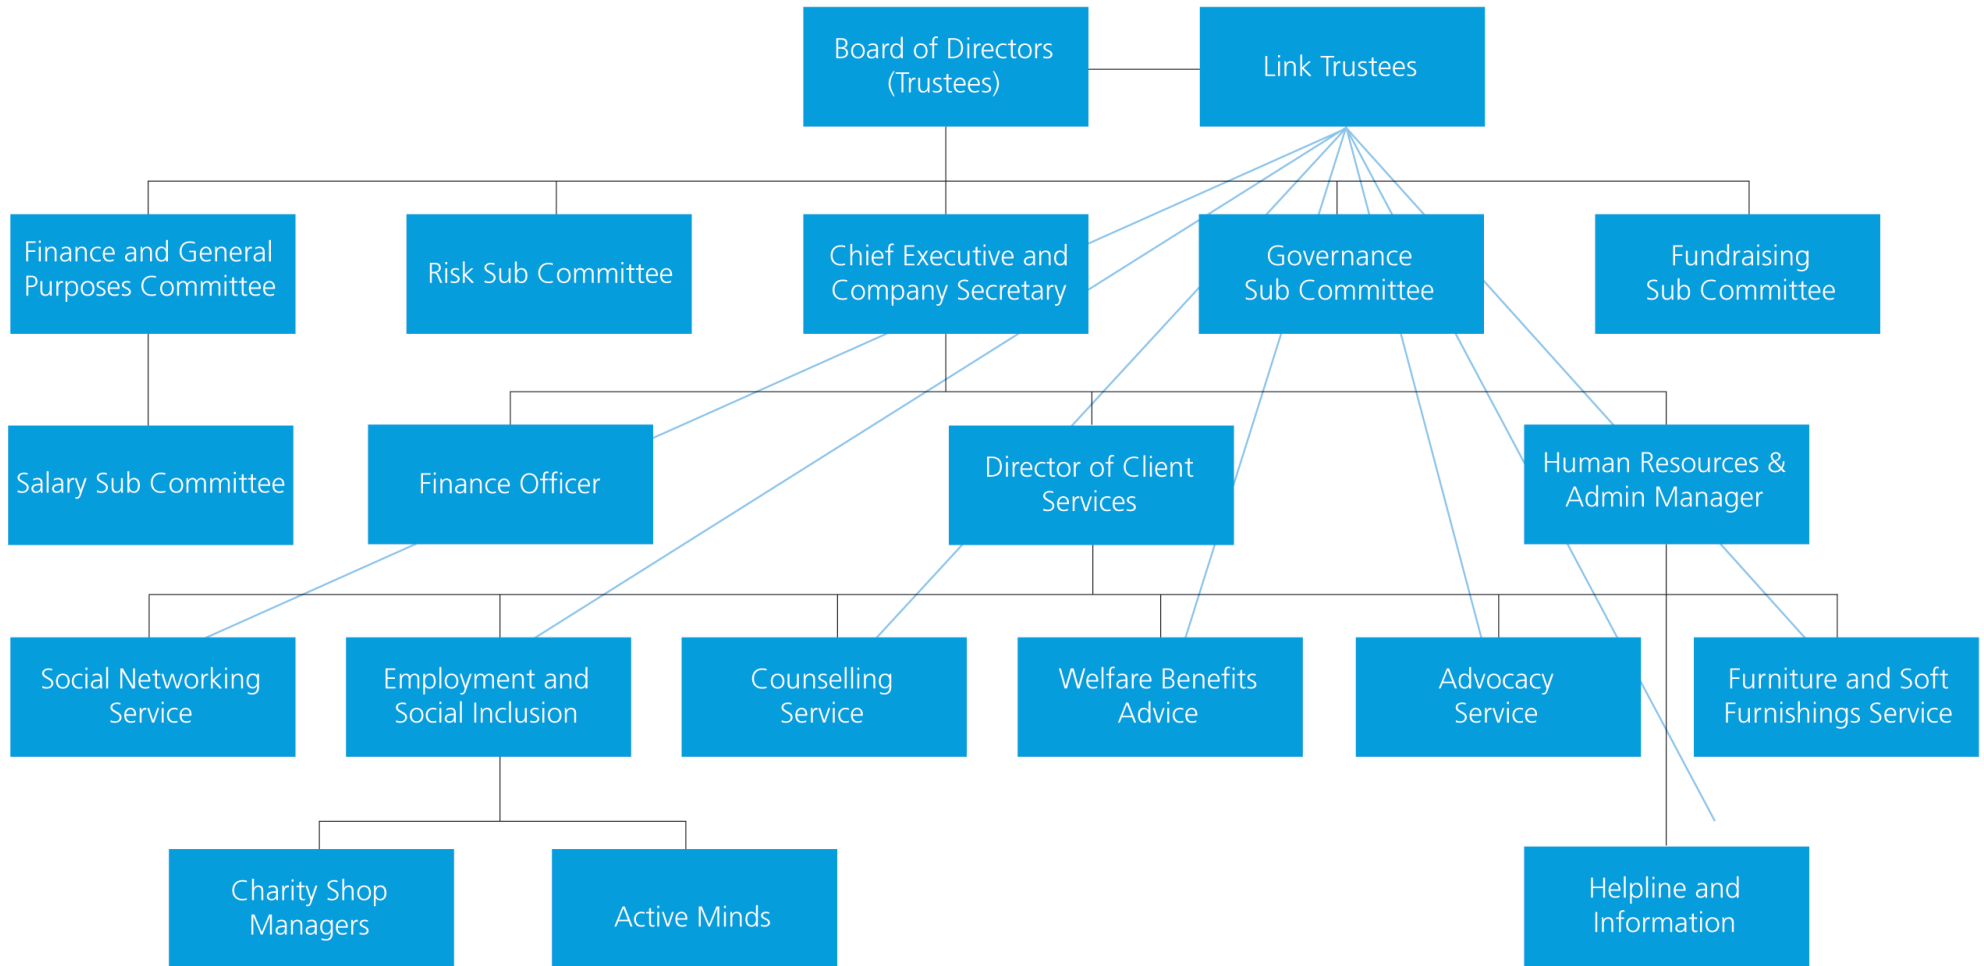 Board of Directors
(Trustees)
Link Trustees
Finance and General
Purposes Committee
Risk Sub Committee
Chief Executive and
Company Secretary
Governance
Sub Committee
Fundraising
Sub Committee
Salary Sub Committee
Finance Officer
Director of Client
Services
Human Resources &
Admin Manager
Social Networking
Service
Employment and
Social Inclusion
Counselling
Service
Welfare Benefits
Advice
Advocacy
Service
Furniture and Soft
Furnishings Service
Charity Shop
Managers
Active Minds
Helpline and
Information